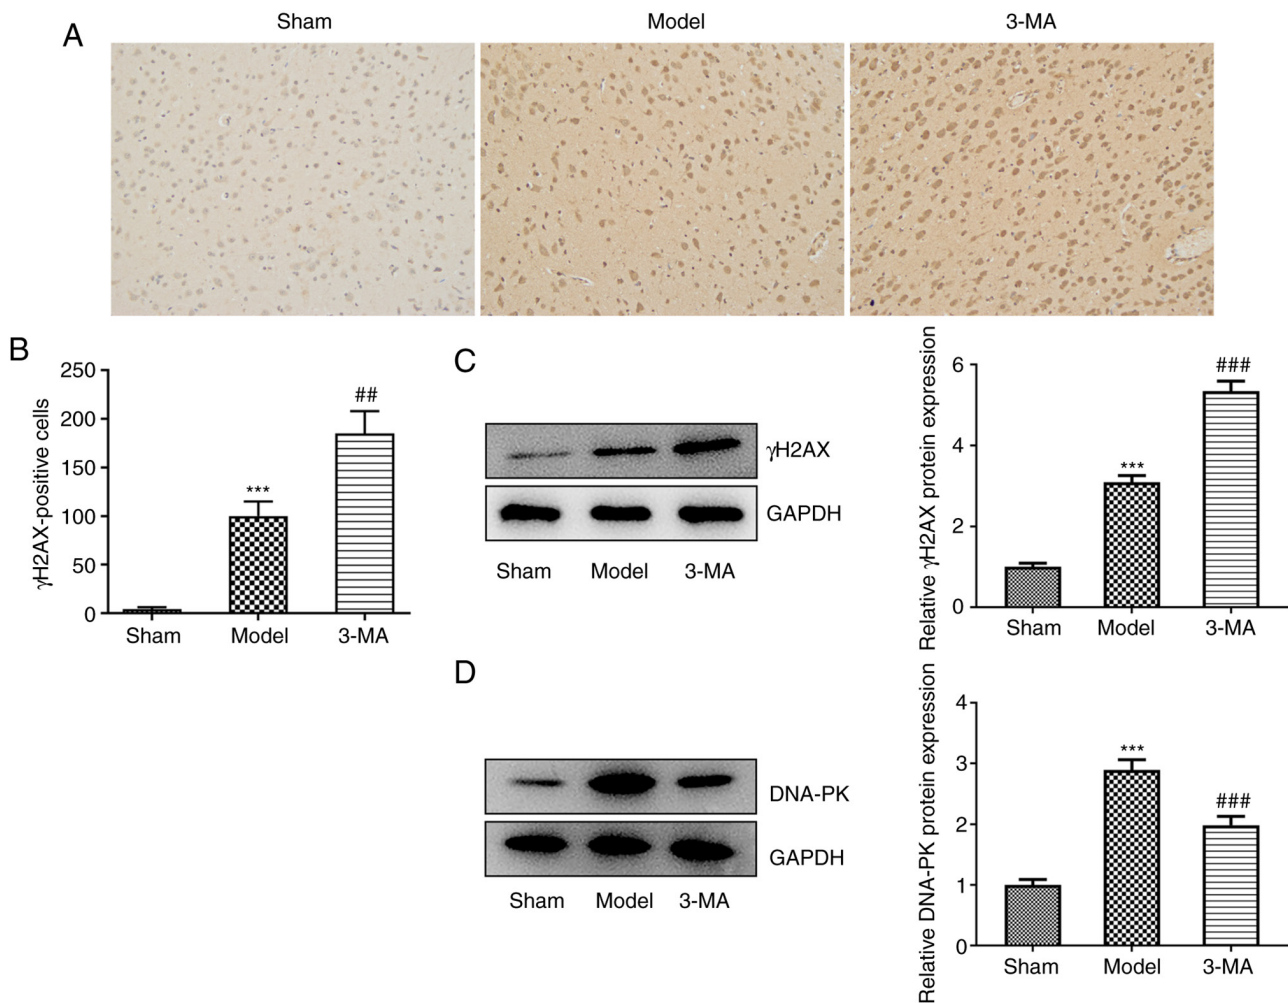 Sham Model 3-MA
A
B
250
200
150
100
50
0
γH2AX-positive cells
***
##
Sham Model 3-MA
C
γH2AX
GAPDH
Sham Model 3-MA
Relative γH2AX protein expression
6
4
2
0
***
###
Sham Model 3-MA
D
DNA-PK
GAPDH
Sham Model 3-MA
Relative DNA-PK protein expression
4
3
2
1
0
***
###
Sham Model 3-MA